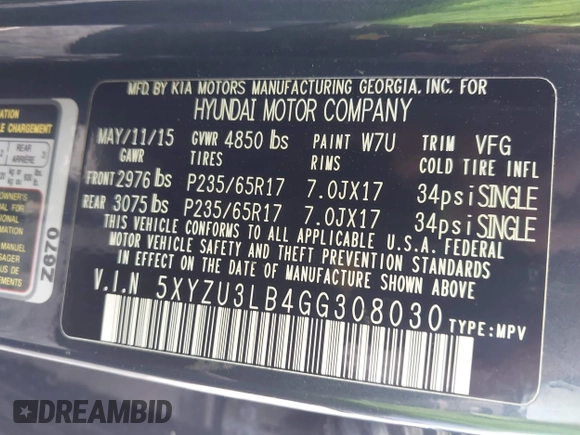 MFD. BY KIA MOTORS MANUFACTURING GEORGIA, INC. FOR
HYUNDAI MOTOR COMPANY
MAY/11/15 GVWR 4850 lbs PAINT W7U TRIM VFG
GAWR TIRES RIMS COLD TIRE INFL
FRONT 2976 lbs P235/65R17 7.0JX17 34psi SINGLE
REAR 3075 lbs P235/65R17 7.0JX17 34psi SINGLE
THIS VEHICLE CONFORMS TO ALL APPLICABLE U.S.A. FEDERAL
MOTOR VEHICLE SAFETY AND THEFT PREVENTION STANDARDS
IN EFFECT ON THE DATE OF MANUFACTURE SHOWN ABOVE.
V.I.N 5XYZU3LB4GG308030 TYPE:MPV
REAR
ARRIERE
MANUEL
Z670
DREAMBID